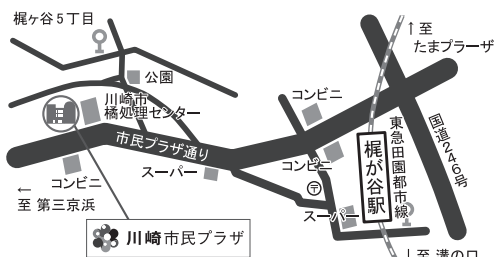 梶ヶ谷5丁目
↑至
たまプラーザ
公園
川崎市
橘処理センター
コンビニ
市民プラザ通り
国道246号
東急田園都市線
梶が谷駅
コンビニ
スーパー
コンビニ
〒
←
至 第三京浜
スーパー
川崎市民プラザ
↓至 溝の口